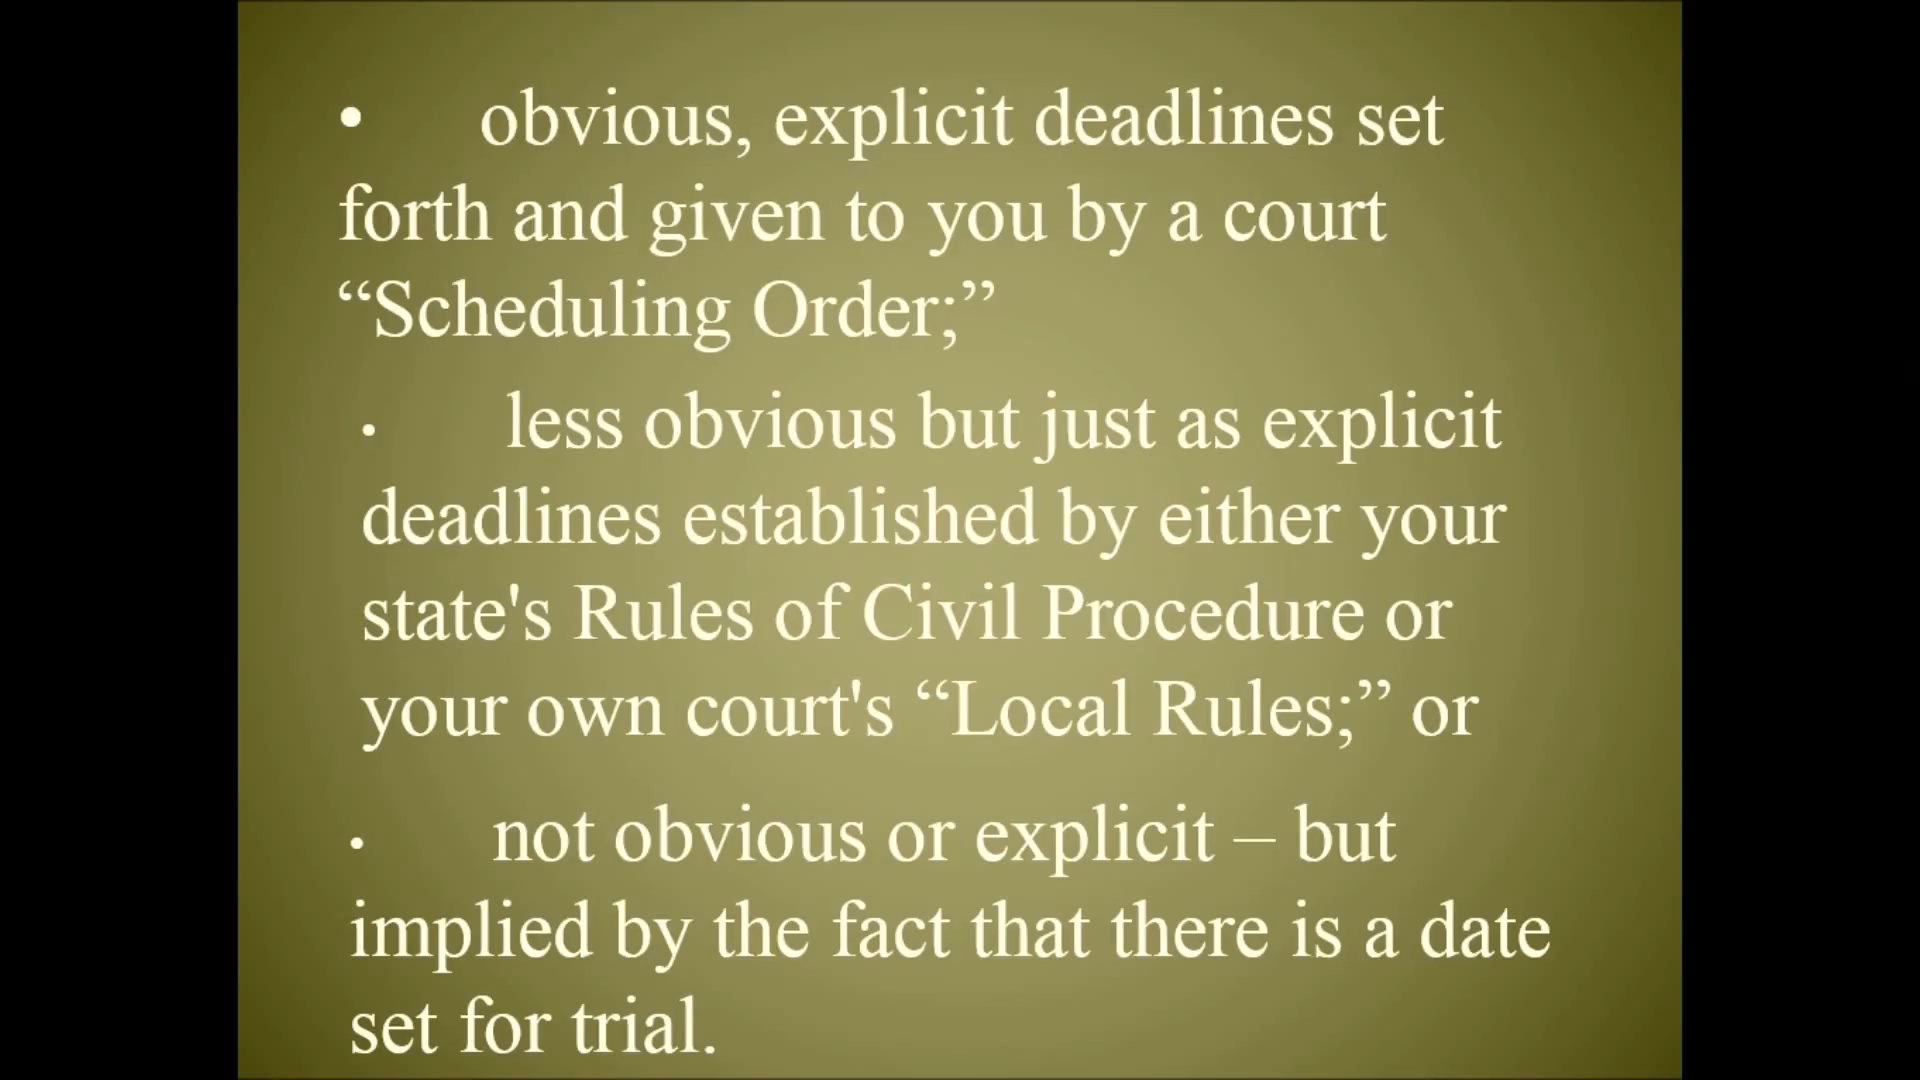 • obvious, explicit deadlines set
forth and given to you by a court
“Scheduling Order;”
• less obvious but just as explicit
deadlines established by either your
state's Rules of Civil Procedure or
your own court's “Local Rules;” or
• not obvious or explicit – but
implied by the fact that there is a date
set for trial.